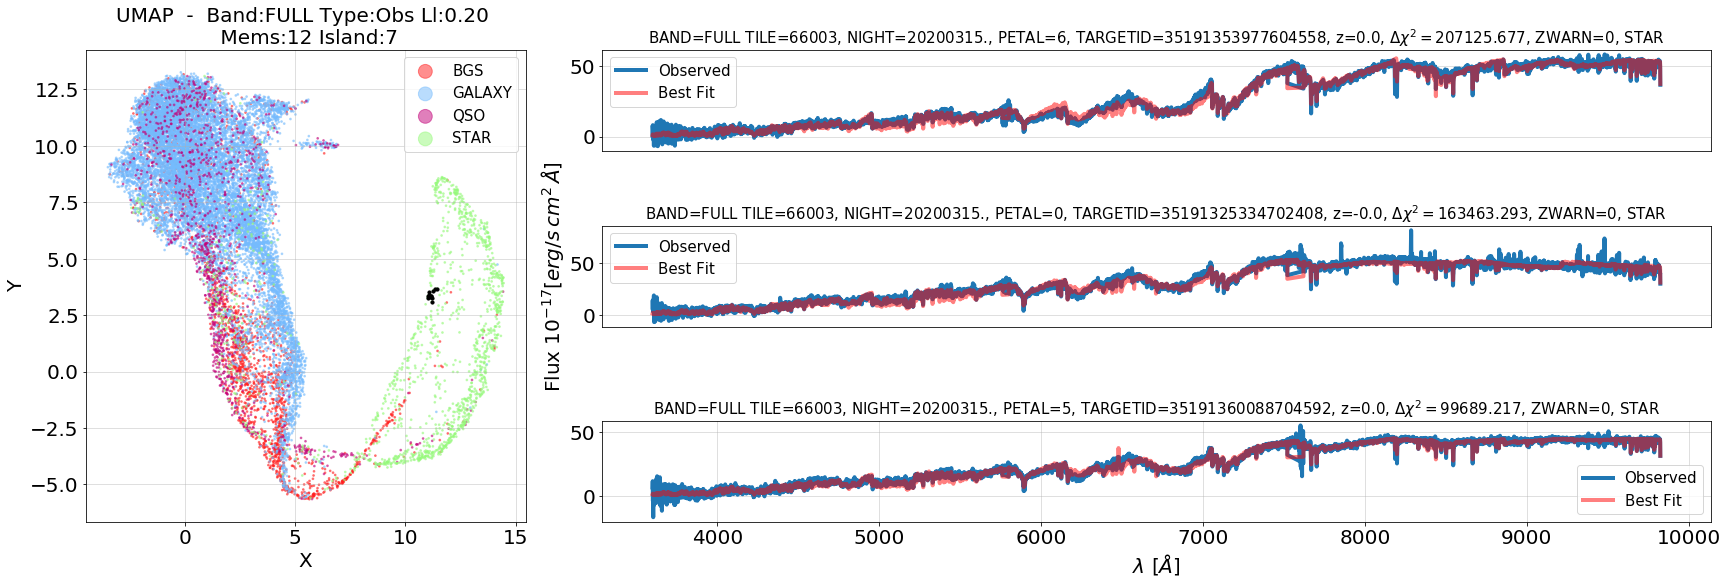 UMAP - Band:FULL Type:Obs Ll:0.20
Mems:12 Island:7
BGS
GALAXY
QSO
STAR
12.5
10.0
7.5
5.0
2.5
0.0
−2.5
−5.0
Y
0
5
10
15
X
BAND=FULL TILE=66003, NIGHT=20200315., PETAL=6, TARGETID=35191353977604558, z=0.0, Δχ² = 207125.677, ZWARN=0, STAR
Observed
Best Fit
50
0
BAND=FULL TILE=66003, NIGHT=20200315., PETAL=0, TARGETID=35191325334702408, z=-0.0, Δχ² = 163463.293, ZWARN=0, STAR
Observed
Best Fit
50
0
Flux 10⁻¹⁷[erg/s cm² Å]
BAND=FULL TILE=66003, NIGHT=20200315., PETAL=5, TARGETID=35191360088704592, z=0.0, Δχ² = 99689.217, ZWARN=0, STAR
50
0
Observed
Best Fit
4000
5000
6000
7000
8000
9000
10000
λ [Å]